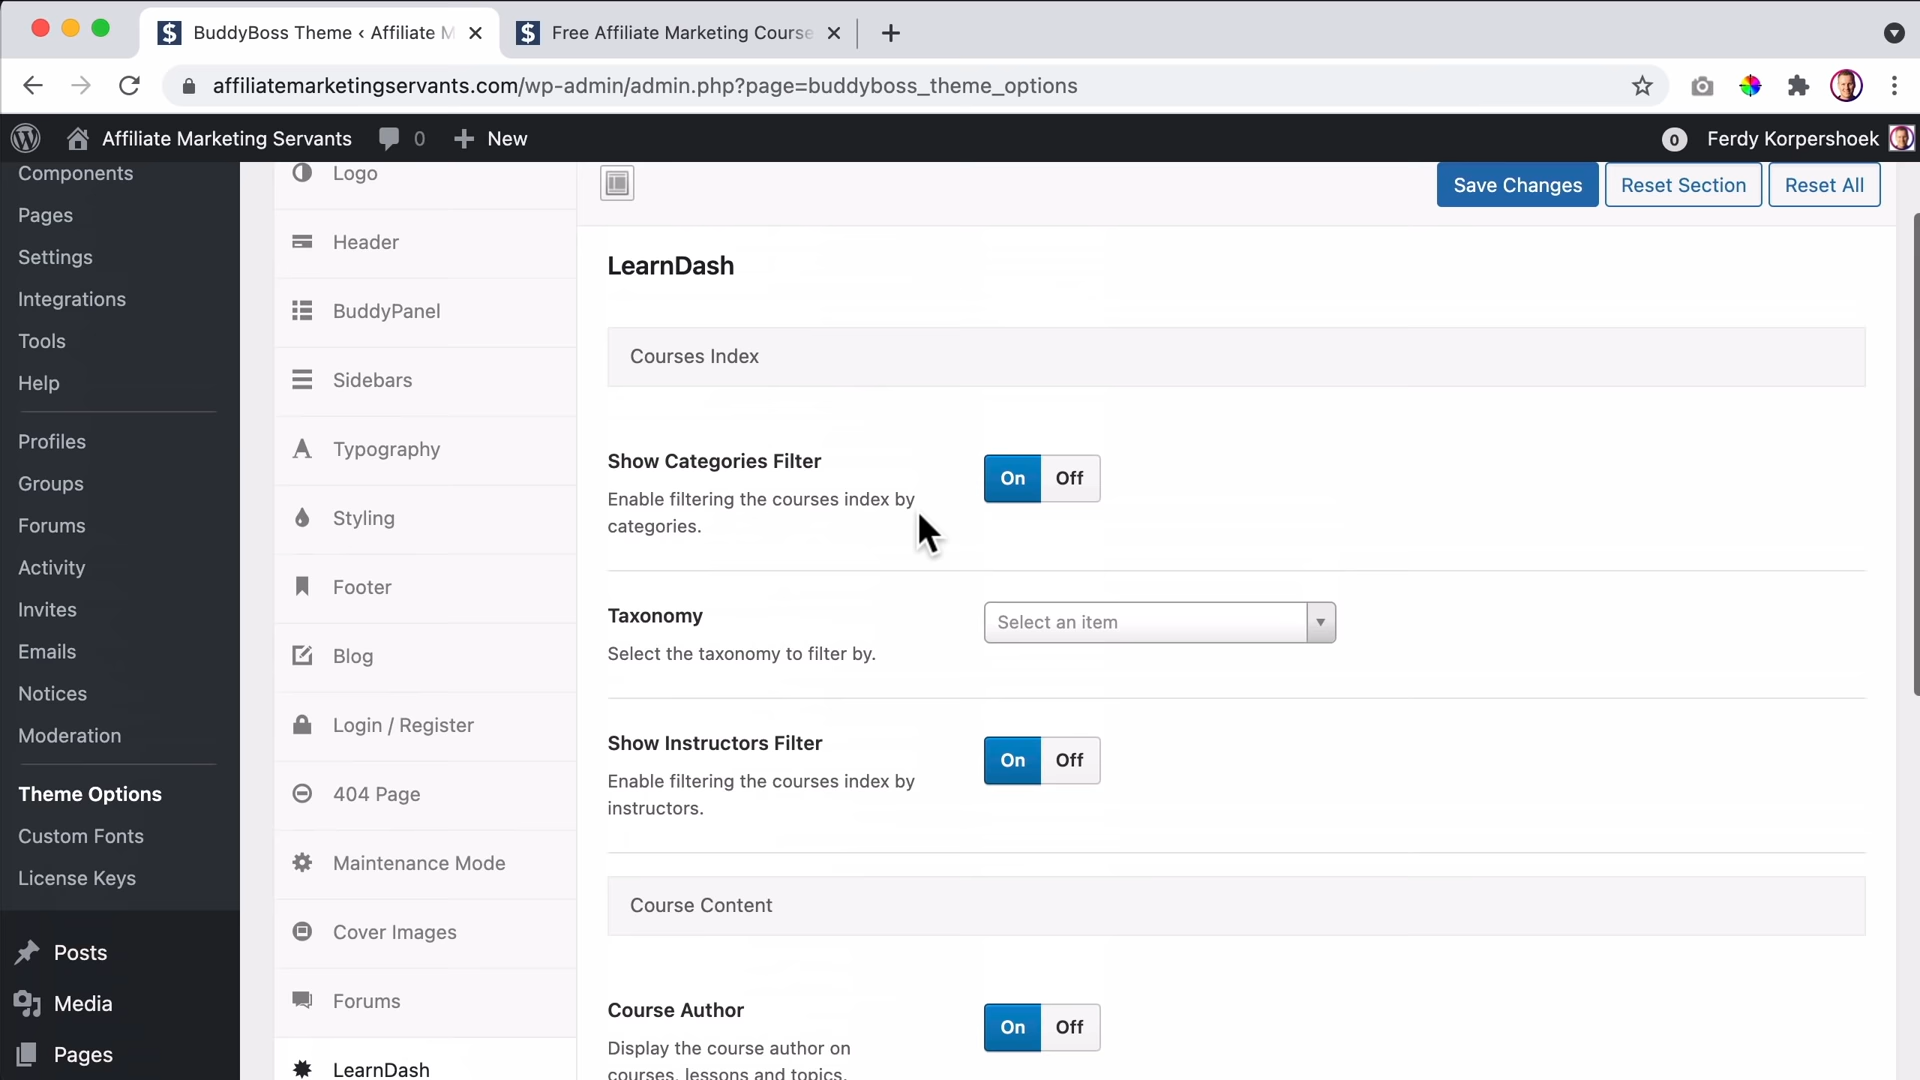 BuddyBoss Theme ‹ Affiliate M
Free Affiliate Marketing Course
affiliatemarketingservants.com/wp-admin/admin.php?page=buddyboss_theme_options
Affiliate Marketing Servants
0
New
0
Ferdy Korpershoek
Components
Pages
Settings
Integrations
Tools
Help
Profiles
Groups
Forums
Activity
Invites
Emails
Notices
Moderation
Theme Options
Custom Fonts
License Keys
Posts
Media
Pages
Logo
Header
BuddyPanel
Sidebars
Typography
Styling
Footer
Blog
Login / Register
404 Page
Maintenance Mode
Cover Images
Forums
LearnDash
Save Changes
Reset Section
Reset All
LearnDash
Courses Index
Show Categories Filter
Enable filtering the courses index by
categories.
On Off
Taxonomy
Select the taxonomy to filter by.
Select an item
Show Instructors Filter
Enable filtering the courses index by
instructors.
On Off
Course Content
Course Author
Display the course author on
courses, lessons and topics.
On Off